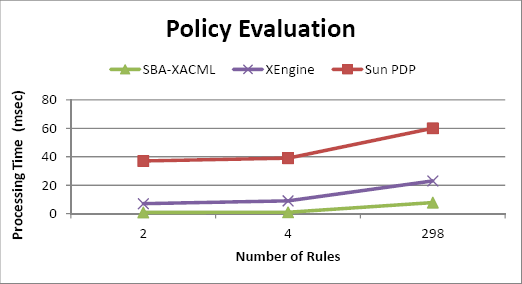 Policy Evaluation
SBA-XACML XEngine Sun PDP
80
60
40
20
0
Processing Time (msec)
2 4 298
Number of Rules